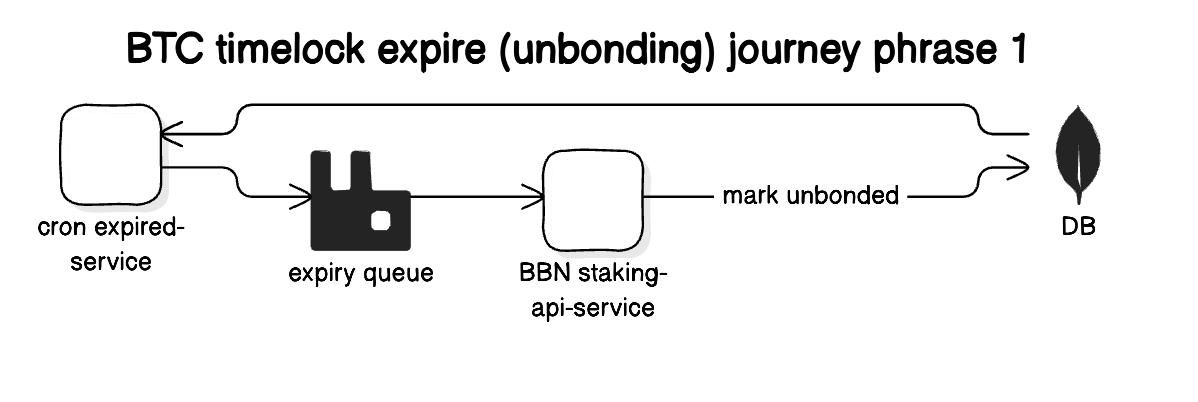 BTC timelock expire (unbonding) journey phrase 1
cron expired-
service
expiry queue
BBN staking-
api-service
mark unbonded
DB